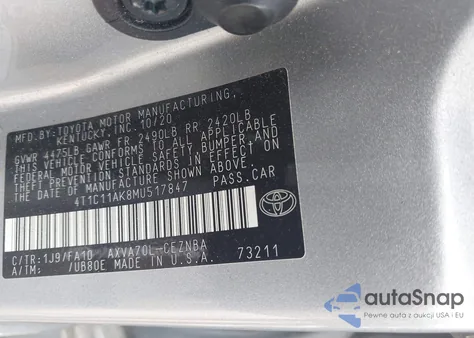 MFD.BY:TOYOTA MOTOR MANUFACTURING,
KENTUCKY, INC. 10/20
GVWR 4475LB GAWR FR 2490LB RR 2420LB
THIS VEHICLE CONFORMS TO ALL APPLICABLE
FEDERAL MOTOR VEHICLE SAFETY, BUMPER, AND
THEFT PREVENTION STANDARDS IN EFFECT ON
THE DATE OF MANUFACTURE SHOWN ABOVE.
4T1C11AK8MU517847 PASS.CAR
C/TR:1J9/FA10 AXVA70L-CEZNBA
A/TM: /UB80E MADE IN U.S.A. 73211
autaSnap
Pewne auta z aukcji USA i EU